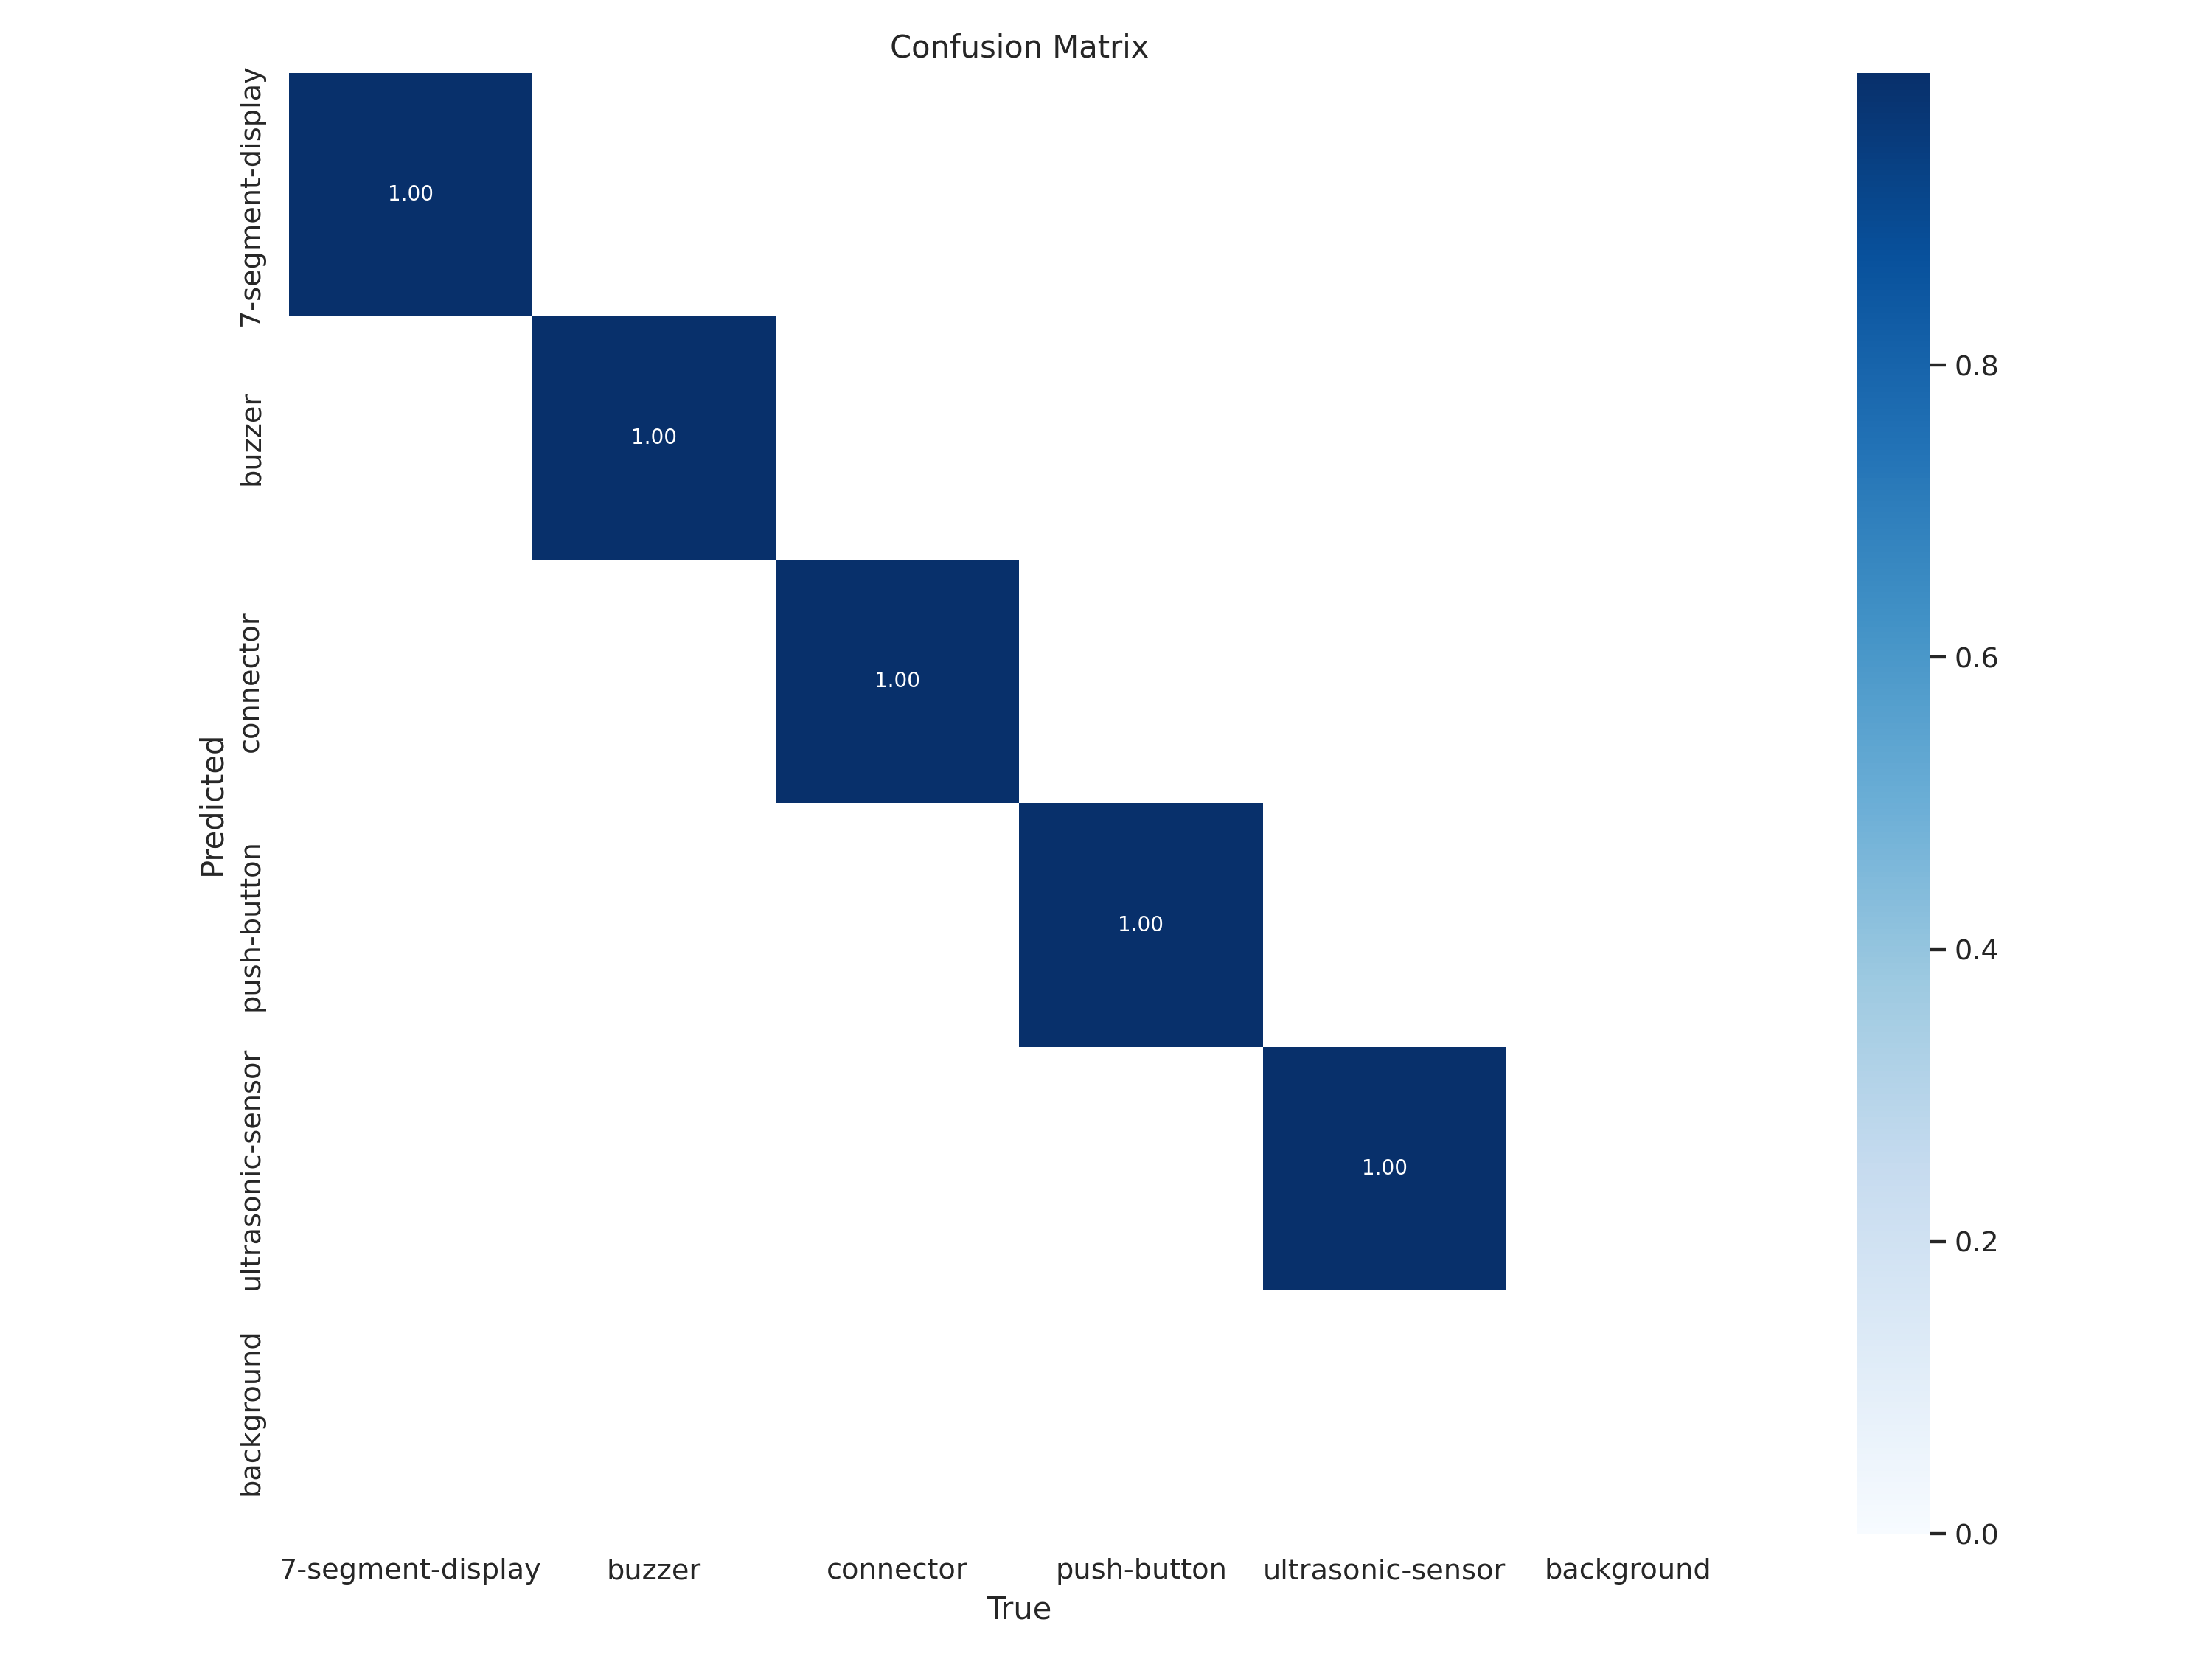 Confusion Matrix
7-segment-display
buzzer
connector
push-button
ultrasonic-sensor
background
Predicted
1.00
1.00
1.00
1.00
1.00
0.8
0.6
0.4
0.2
0.0
7-segment-display buzzer connector push-button ultrasonic-sensor background
True